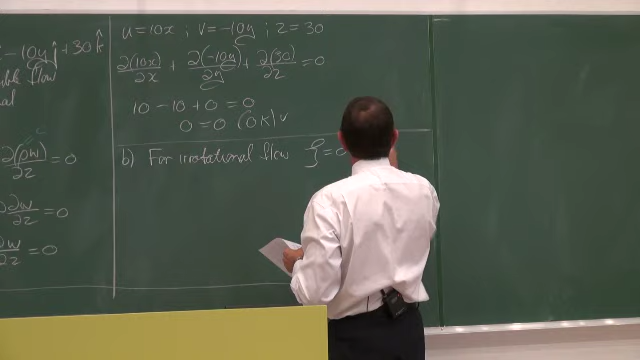 - 10y j + 30 k
flow
∂(ρw)/∂z = 0
∂w/∂z = 0
∂w/∂z = 0
u = 10x ; v = -10y ; z = 30
∂(10x)/∂x + ∂(-10y)/∂y + ∂(30)/∂z = 0
10 - 10 + 0 = 0
0 = 0 (OK) ✓
b) For irrotational flow ζ = 0